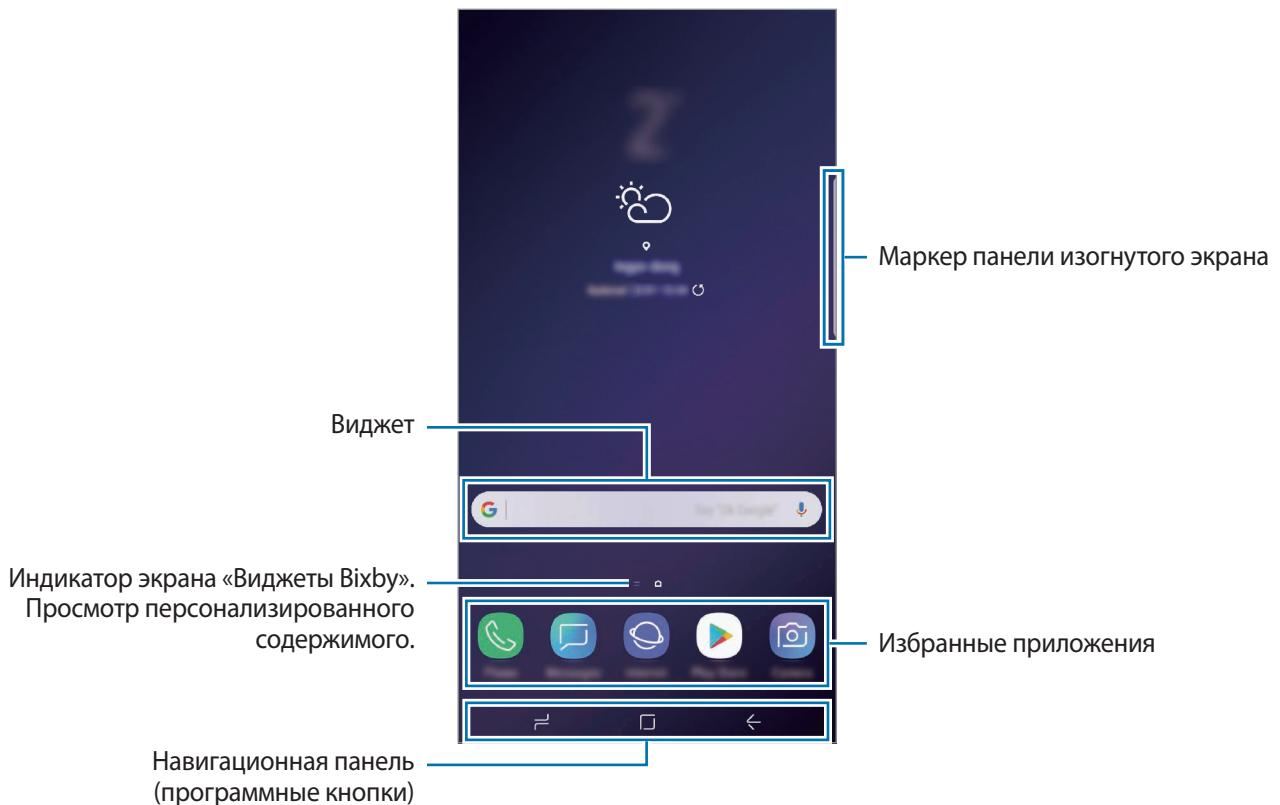 Маркер панели изогнутого экрана
Виджет
G
Индикатор экрана «Виджеты Bixby».
Просмотр персонализированного
содержимого.
Избранные приложения
Навигационная панель
(программные кнопки)